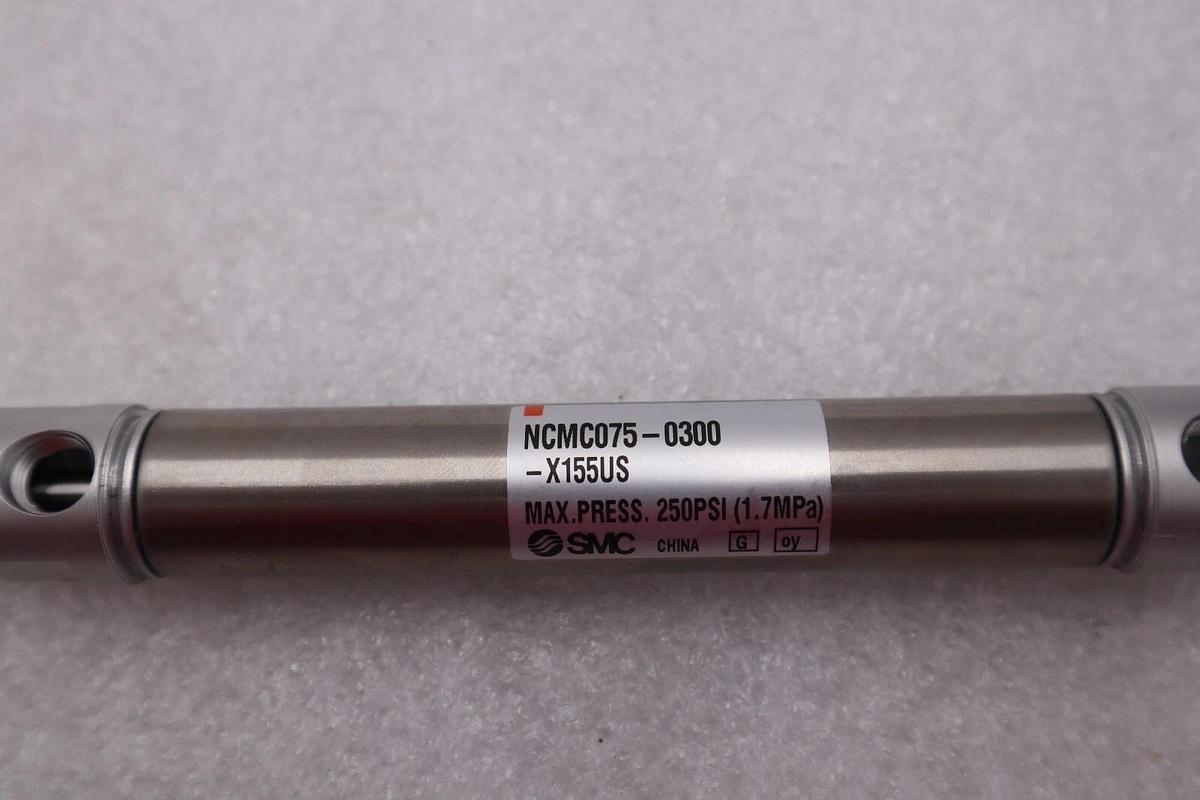 NCMC075-0300
-X155US
MAX.PRESS. 250PSI (1.7MPa)
SMC CHINA G oy